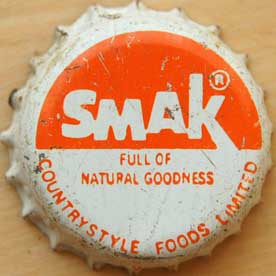 SMAK®
FULL OF
NATURAL GOODNESS
COUNTRYSTYLE FOODS LIMITED